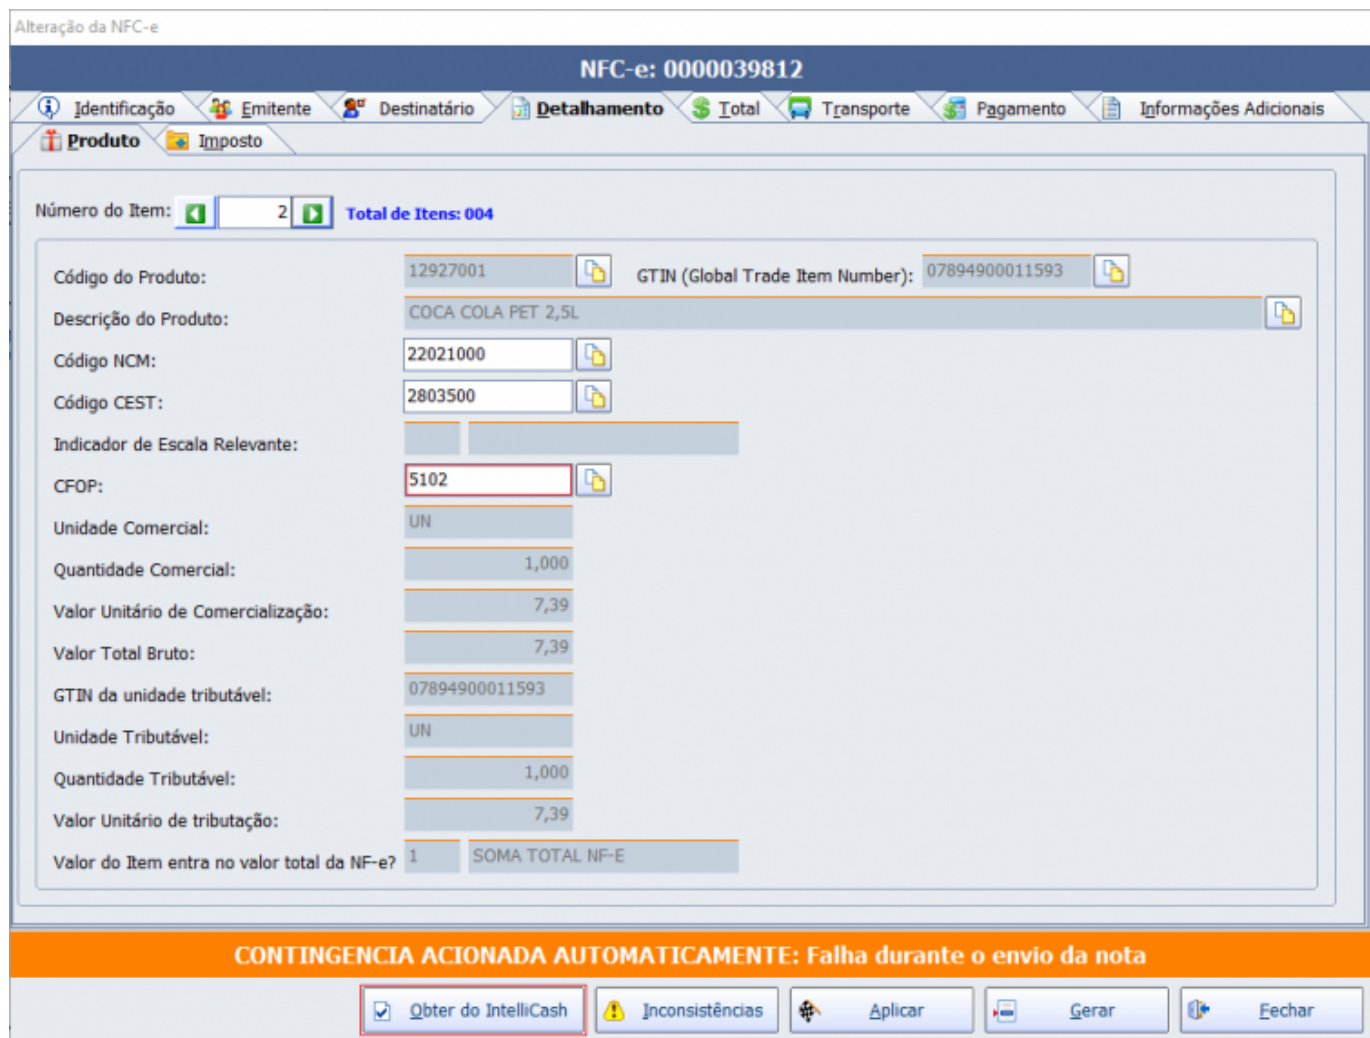 Alteração da NFC-e
NFC-e: 0000039812
Identificação Emitente Destinatário Detalhamento Total Transporte Pagamento Informações Adicionais
Produto Imposto
Número do Item: 2 Total de Itens: 004
Código do Produto: 12927001 GTIN (Global Trade Item Number): 07894900011593
Descrição do Produto: COCA COLA PET 2,5L
Código NCM: 22021000
Código CEST: 2803500
Indicador de Escala Relevante:
CFOP: 5102
Unidade Comercial: UN
Quantidade Comercial: 1,000
Valor Unitário de Comercialização: 7,39
Valor Total Bruto: 7,39
GTIN da unidade tributável: 07894900011593
Unidade Tributável: UN
Quantidade Tributável: 1,000
Valor Unitário de tributação: 7,39
Valor do Item entra no valor total da NF-e? 1 SOMA TOTAL NF-E
CONTINGENCIA ACIONADA AUTOMATICAMENTE: Falha durante o envio da nota
Obter do IntelliCash Inconsistências Aplicar Gerar Fechar